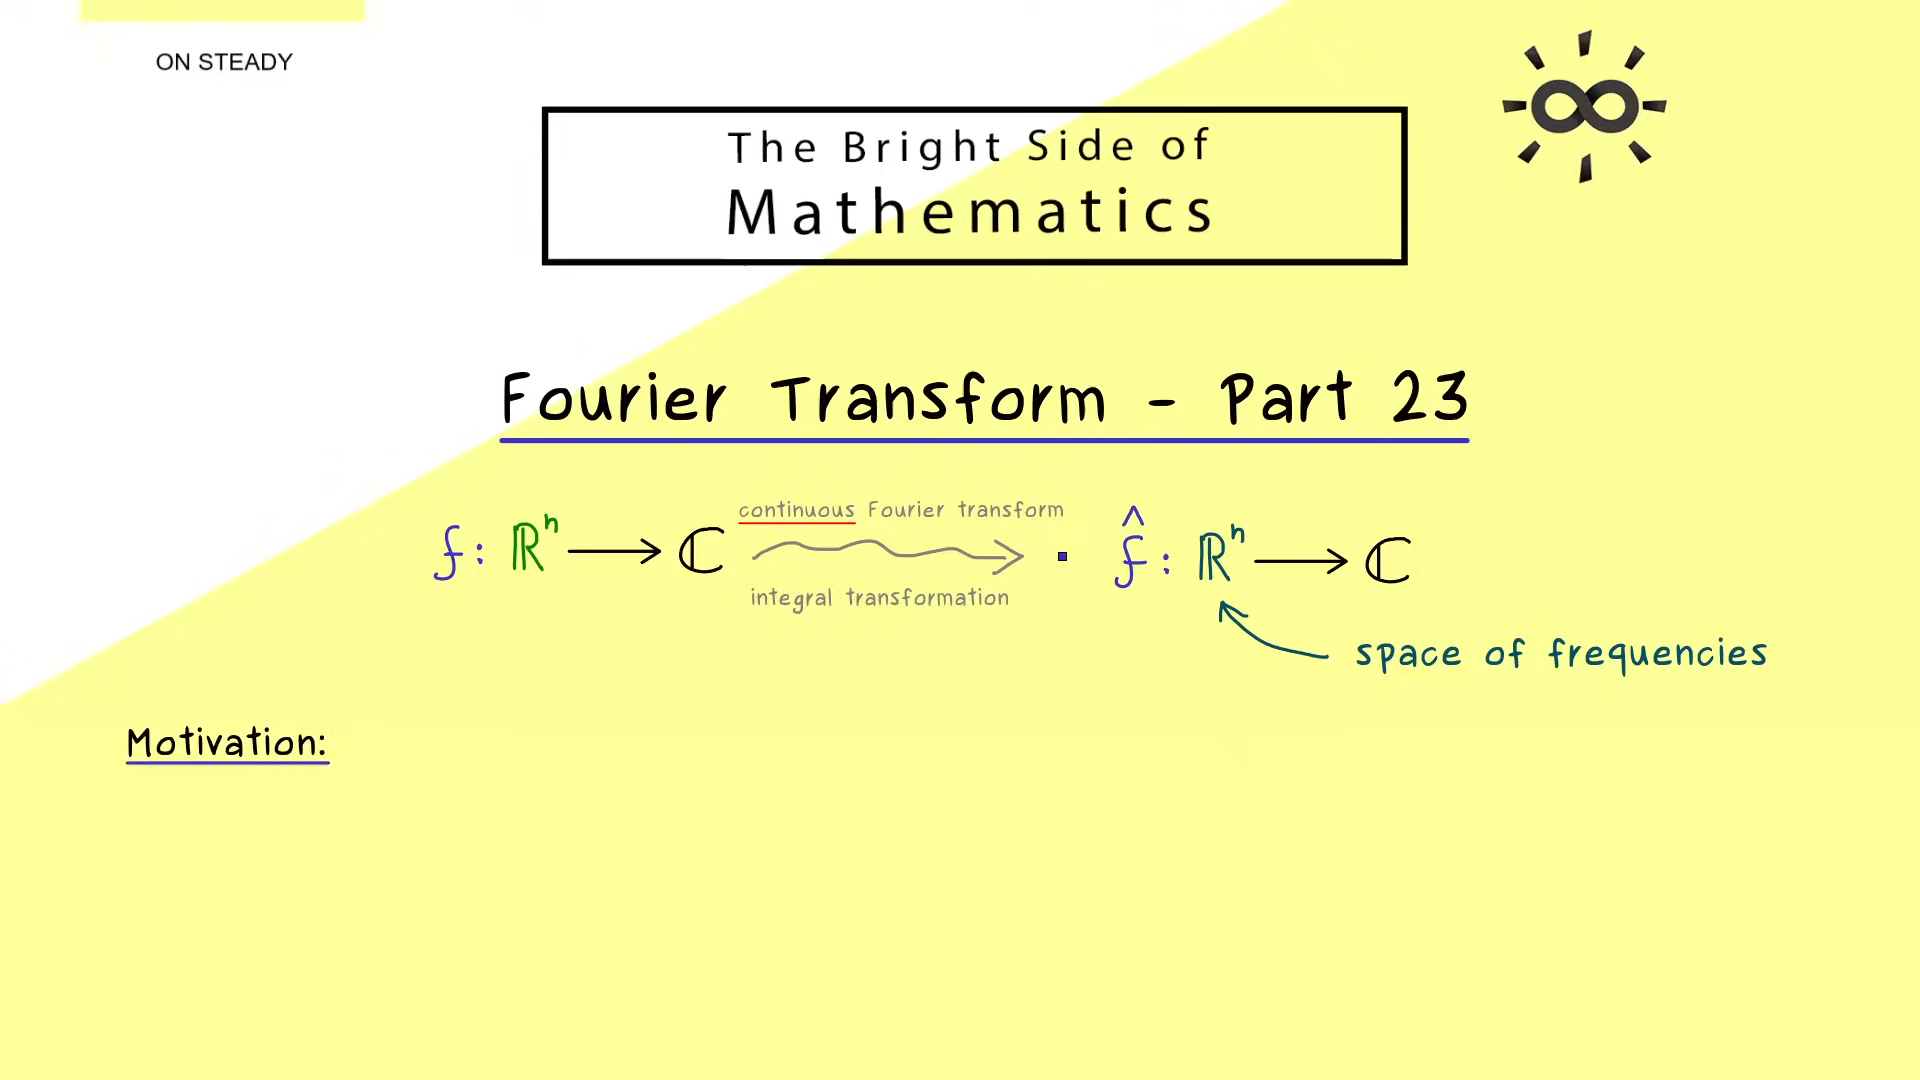 ON STEADY
The Bright Side of
Mathematics
Fourier Transform - Part 23
continuous Fourier transform
f: ℝⁿ ⟶ ℂ f̂: ℝⁿ ⟶ ℂ
integral transformation
space of frequencies
Motivation: